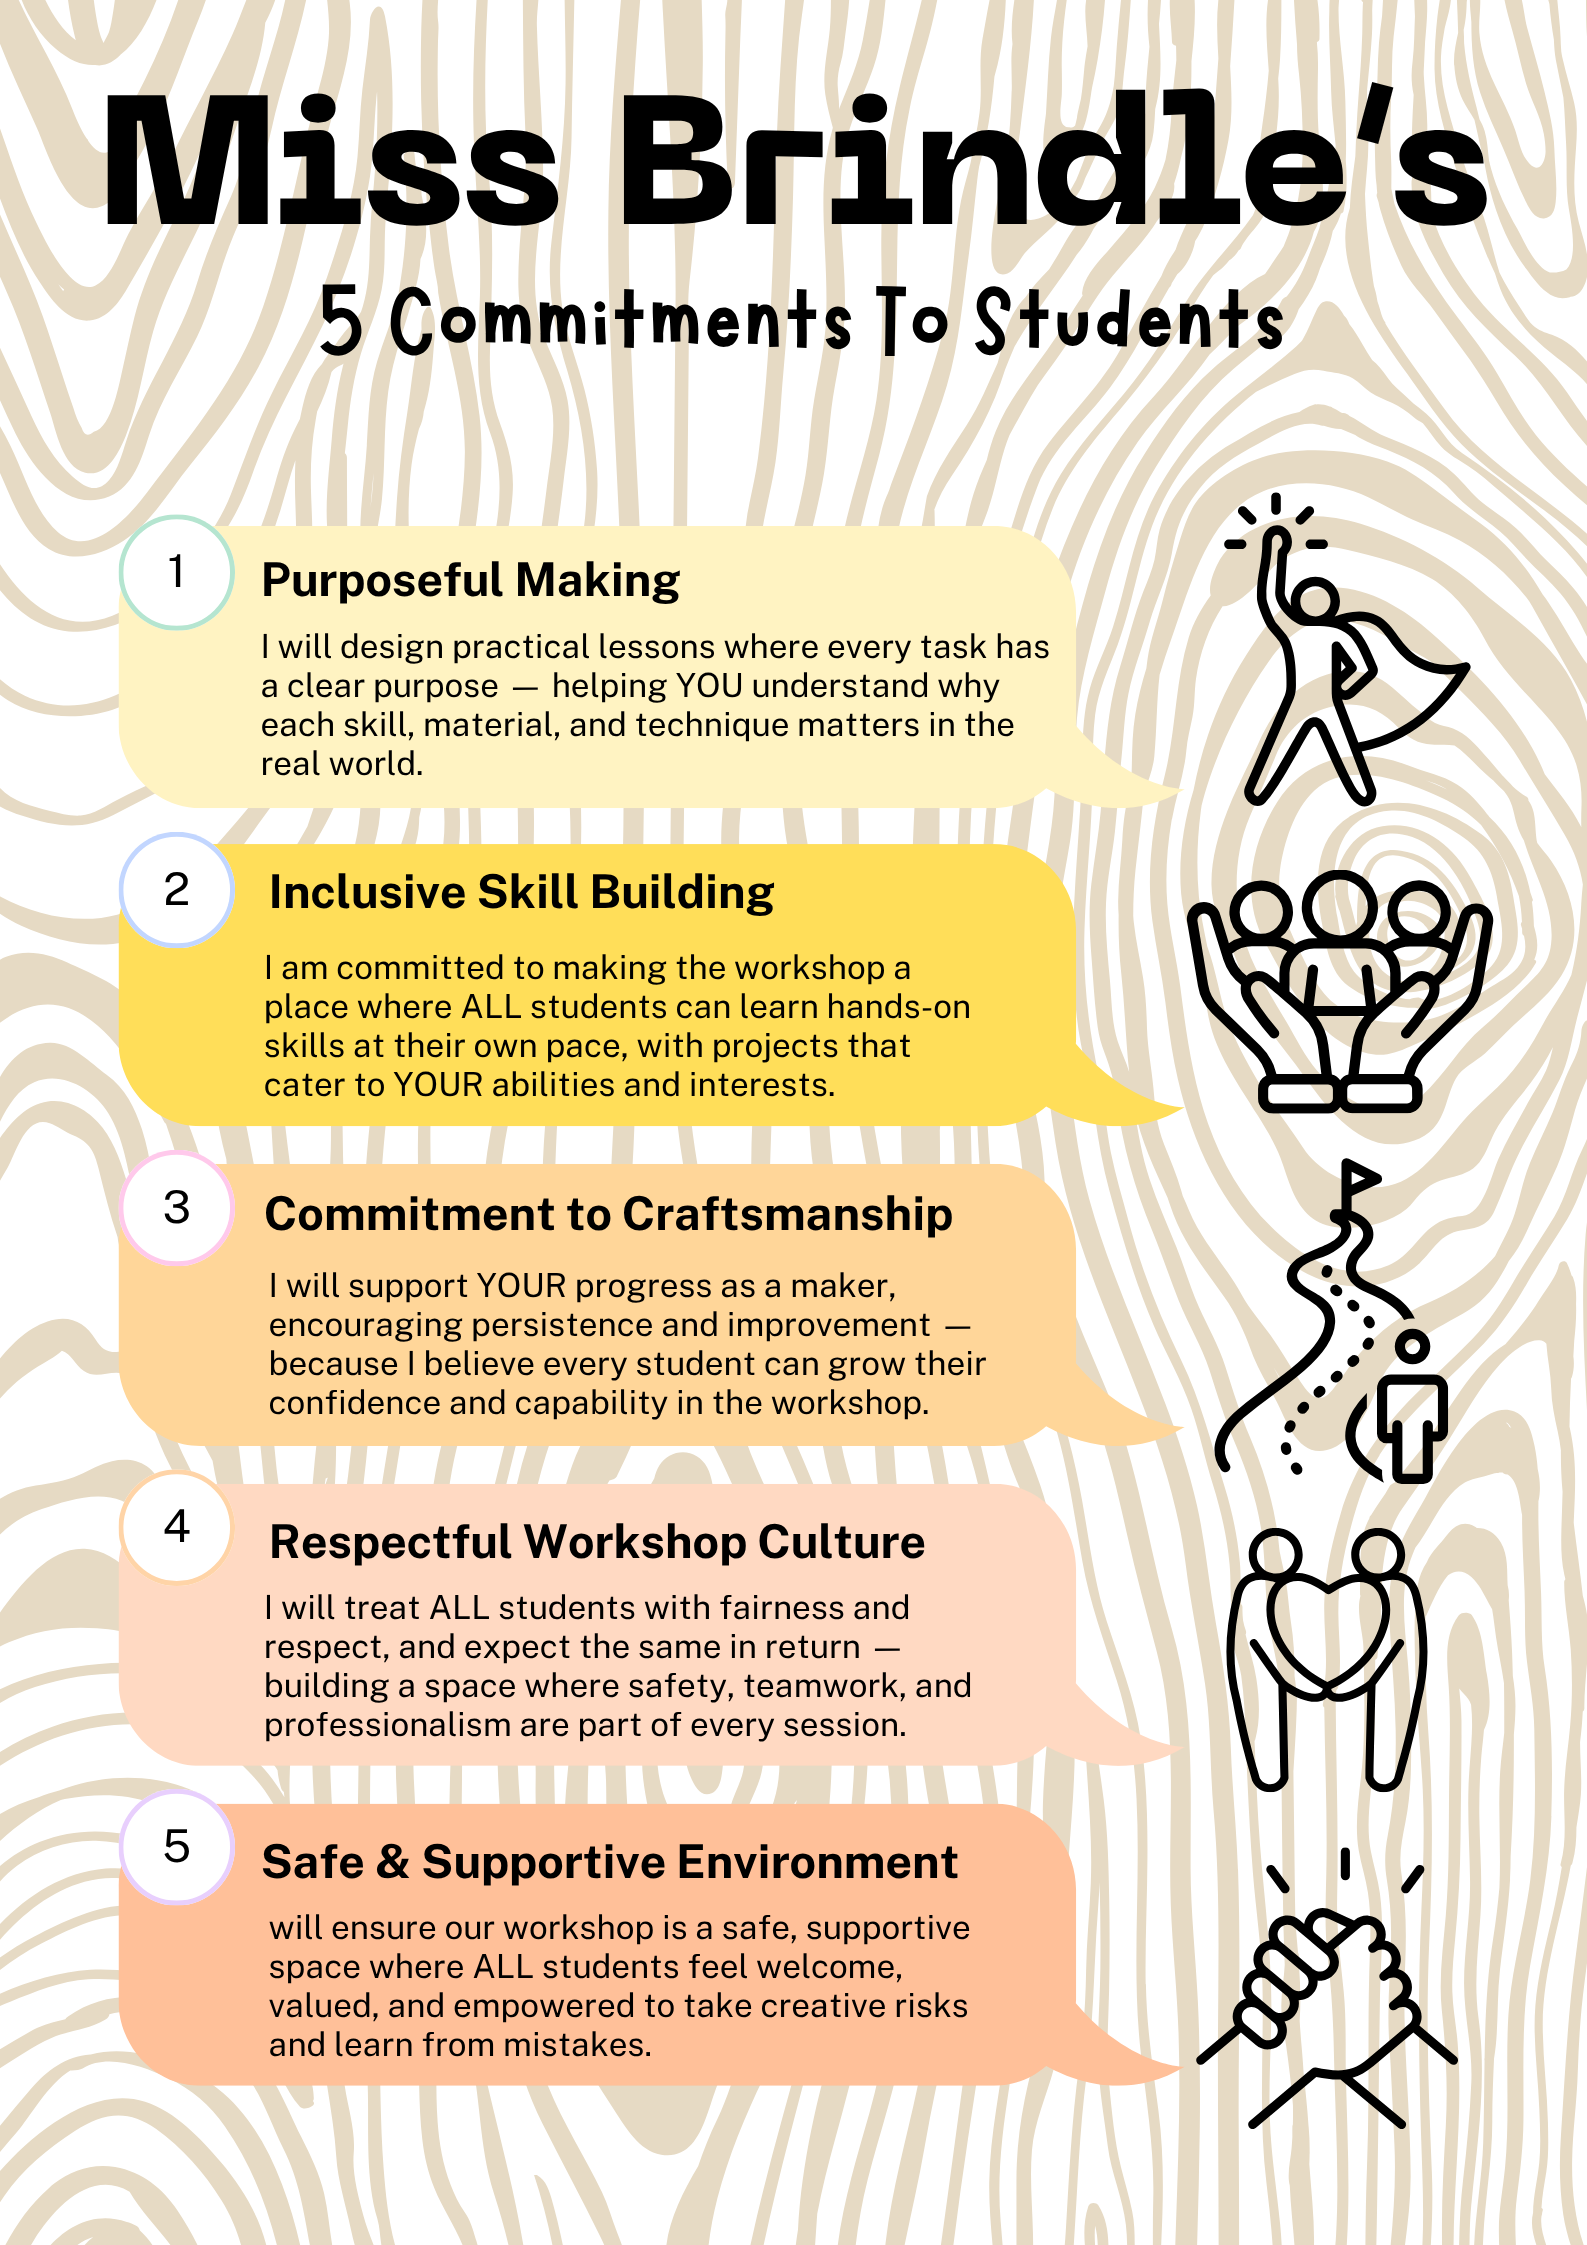 Miss Brindle's
5 Commitments To Students
1
Purposeful Making
I will design practical lessons where every task has
a clear purpose — helping YOU understand why
each skill, material, and technique matters in the
real world.
2
Inclusive Skill Building
I am committed to making the workshop a
place where ALL students can learn hands-on
skills at their own pace, with projects that
cater to YOUR abilities and interests.
3
Commitment to Craftsmanship
I will support YOUR progress as a maker,
encouraging persistence and improvement —
because I believe every student can grow their
confidence and capability in the workshop.
4
Respectful Workshop Culture
I will treat ALL students with fairness and
respect, and expect the same in return —
building a space where safety, teamwork, and
professionalism are part of every session.
5
Safe & Supportive Environment
will ensure our workshop is a safe, supportive
space where ALL students feel welcome,
valued, and empowered to take creative risks
and learn from mistakes.